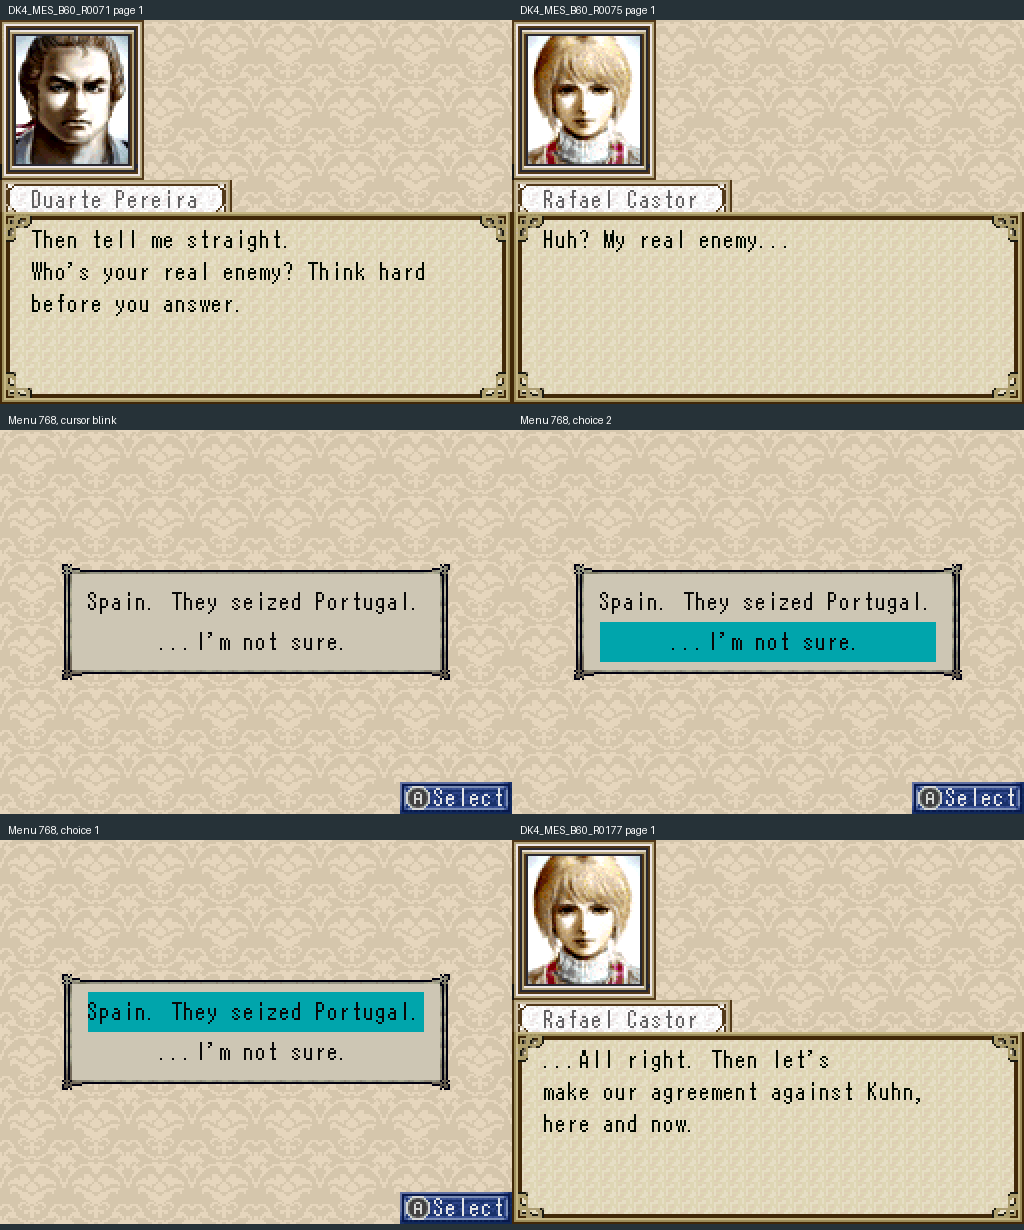 DK4_MES_B60_R0071 page 1
Duarte Pereira
Then tell me straight.
Who's your real enemy? Think hard
before you answer.
DK4_MES_B60_R0075 page 1
Rafael Castor
Huh? My real enemy...
Menu 768, cursor blink
Spain. They seized Portugal.
...I'm not sure.
A Select
Menu 768, choice 2
Spain. They seized Portugal.
...I'm not sure.
A Select
Menu 768, choice 1
Spain. They seized Portugal.
...I'm not sure.
A Select
DK4_MES_B60_R0177 page 1
Rafael Castor
...All right. Then let's
make our agreement against Kuhn,
here and now.